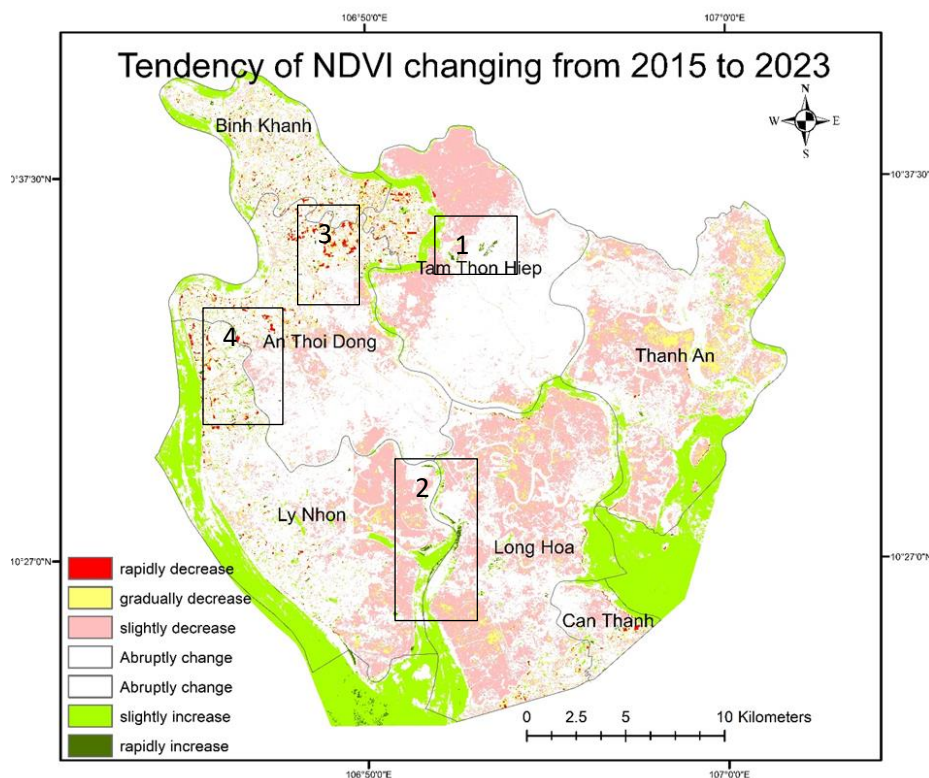 106°50'0"E 107°0'0"E
Tendency of NDVI changing from 2015 to 2023
N
W E
S
Binh Khanh
0°37'30" 10°37'30"
3
1
Tam Thon Hiep
4
An Thoi Dong
Thanh An
2
Ly Nhon
Long Hoa
10°27'0" 10°27'0"
rapidly decrease
gradually decrease
Can Thanh
slightly decrease
Abruptly change
Abruptly change
slightly increase
0 2.5 5 10 Kilometers
rapidly increase
106°50'0"E 107°0'0"E